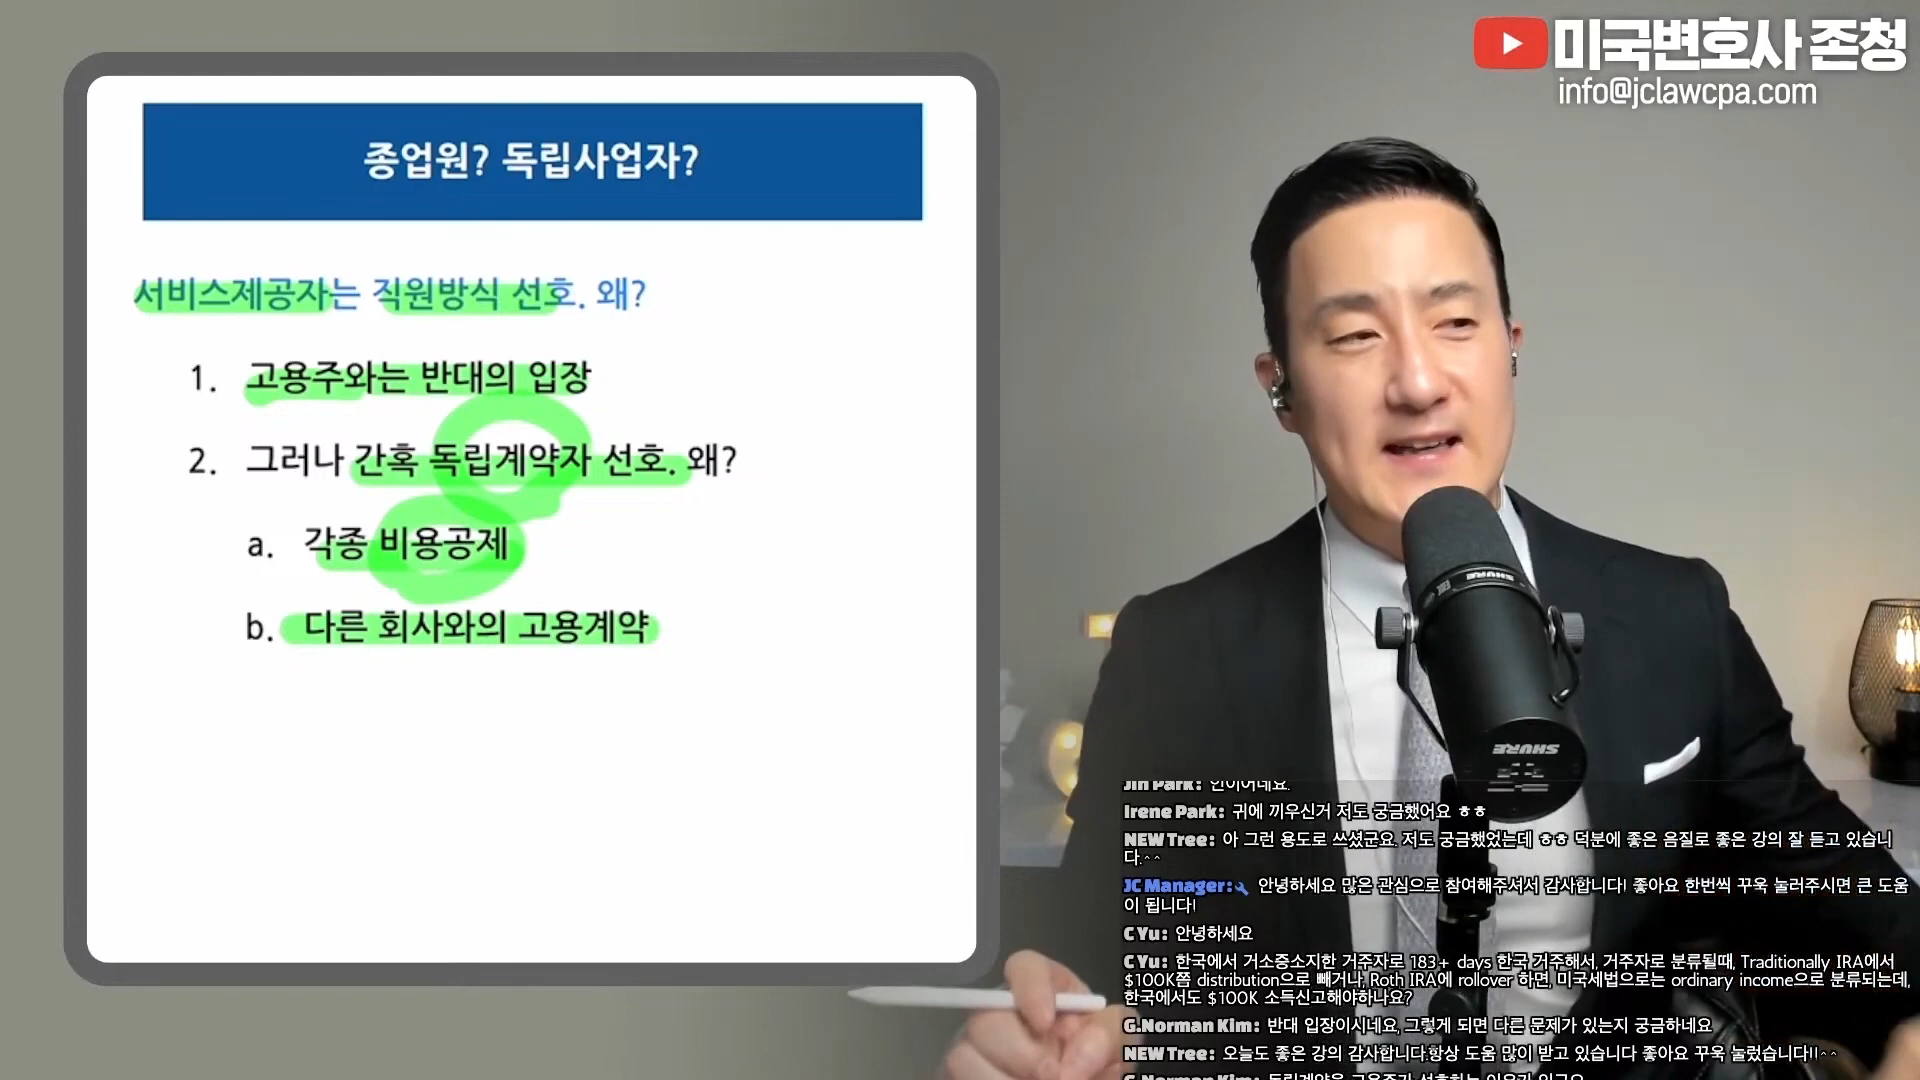 미국변호사 존청
info@jclawcpa.com
종업원? 독립사업자?
서비스제공자는 직원방식 선호. 왜?
1. 고용주와는 반대의 입장
2. 그러나 간혹 독립계약자 선호. 왜?
a. 각종 비용공제
b. 다른 회사와의 고용계약
SHURE
SHURE
Jin Park:
Irene Park: 귀에 끼우신거 저도 궁금했어요 ㅎㅎ
NEW Tree: 아 그런 용도로 쓰셨군요. 저도 궁금했었는데 ㅎㅎ 덕분에 좋은 음질로 좋은 강의 잘 듣고 있습니
다.^^
JC Manager: 안녕하세요 많은 관심으로 참여해주셔서 감사합니다! 좋아요 한번씩 꾸욱 눌러주시면 큰 도움
이 됩니다!
C Yu: 안녕하세요
C Yu: 한국에서 거소증소지한 거주자로 183+ days 한국 거주해서, 거주자로 분류될때, Traditionally IRA에서
$100K쯤 distribution으로 빼거나, Roth IRA에 rollover 하면, 미국세법으로는 ordinary income으로 분류되는데,
한국에서도 $100K 소득신고해야하나요?
G.Norman Kim: 반대 입장이시네요, 그렇게 되면 다른 문제가 있는지 궁금하네요
NEW Tree: 오늘도 좋은 강의 감사합니다.항상 도움 많이 받고 있습니다 좋아요 꾸욱 눌렀습니다!!^^